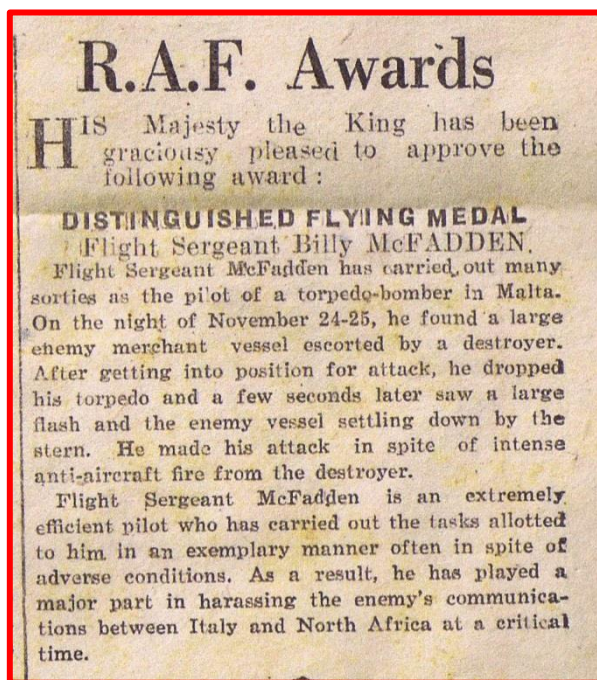 R.A.F. Awards
HIS Majesty the King has been
graciousy pleased to approve the
following award :
DISTINGUISHED FLYING MEDAL
Flight Sergeant Billy McFADDEN.
Flight Sergeant McFadden has carried out many
sorties as the pilot of a torpedo-bomber in Malta.
On the night of November 24-25, he found a large
enemy merchant vessel escorted by a destroyer.
After getting into position for attack, he dropped
his torpedo and a few seconds later saw a large
flash and the enemy vessel settling down by the
stern. He made his attack in spite of intense
anti-aircraft fire from the destroyer.
Flight Sergeant McFadden is an extremely
efficient pilot who has carried out the tasks allotted
to him in an exemplary manner often in spite of
adverse conditions. As a result, he has played a
major part in harassing the enemy's communica-
tions between Italy and North Africa at a critical
time.